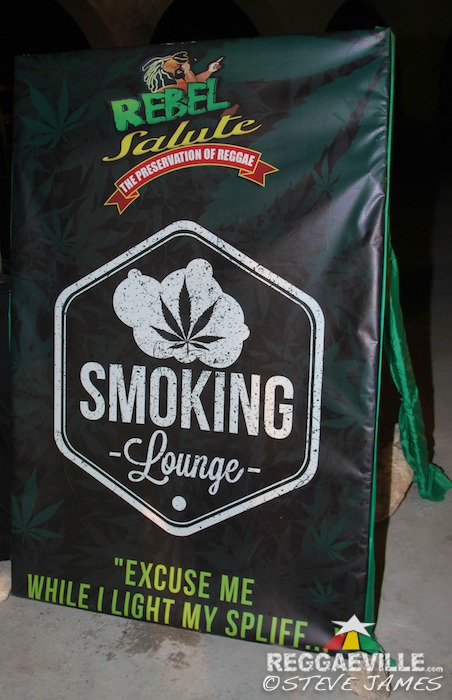 REBEL
Salute
THE PRESERVATION OF REGGAE
SMOKING
-Lounge-
"EXCUSE ME
WHILE I LIGHT MY SPLIFF...
REGGAEVILLE.com
©STEVE JAMES